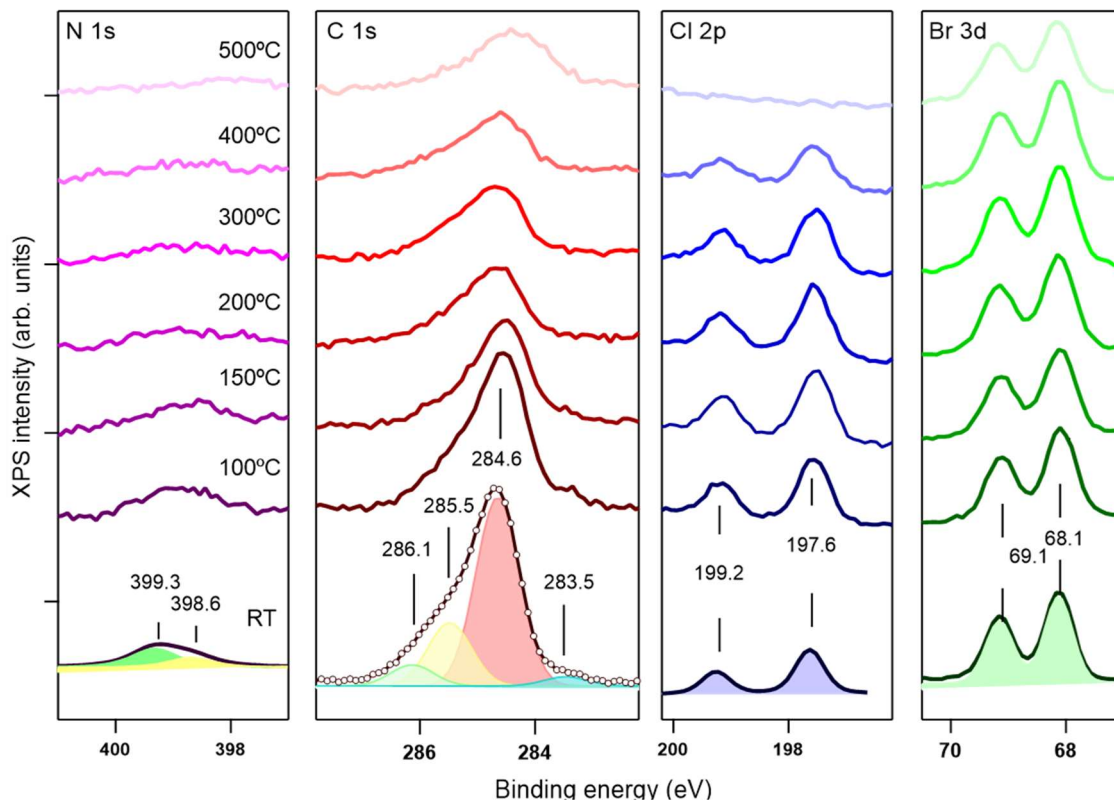 N 1s
C 1s
Cl 2p
Br 3d
500ºC
400ºC
300ºC
200ºC
150ºC
100ºC
RT
XPS intensity (arb. units)
399.3
398.6
284.6
285.5
286.1
283.5
197.6
199.2
68.1
69.1
400
398
286
284
200
198
70
68
Binding energy (eV)